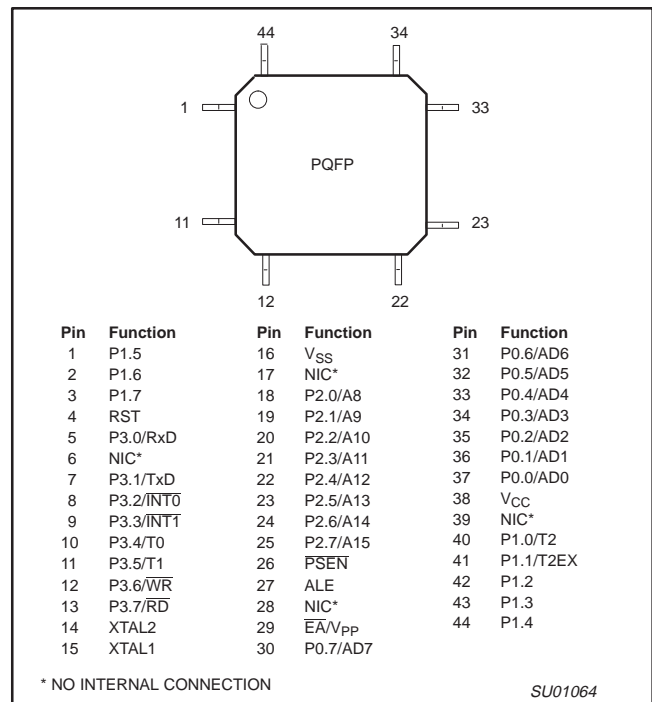 44 34
1 33
PQFP
11 23
12 22
Pin Function Pin Function Pin Function
1 P1.5 16 VSS 31 P0.6/AD6
2 P1.6 17 NIC* 32 P0.5/AD5
3 P1.7 18 P2.0/A8 33 P0.4/AD4
4 RST 19 P2.1/A9 34 P0.3/AD3
5 P3.0/RxD 20 P2.2/A10 35 P0.2/AD2
6 NIC* 21 P2.3/A11 36 P0.1/AD1
7 P3.1/TxD 22 P2.4/A12 37 P0.0/AD0
8 P3.2/I̅N̅T̅0̅ 23 P2.5/A13 38 VCC
9 P3.3/I̅N̅T̅1̅ 24 P2.6/A14 39 NIC*
10 P3.4/T0 25 P2.7/A15 40 P1.0/T2
11 P3.5/T1 26 P̅S̅E̅N̅ 41 P1.1/T2EX
12 P3.6/W̅R̅ 27 ALE 42 P1.2
13 P3.7/R̅D̅ 28 NIC* 43 P1.3
14 XTAL2 29 E̅A̅/VPP 44 P1.4
15 XTAL1 30 P0.7/AD7
* NO INTERNAL CONNECTION
SU01064